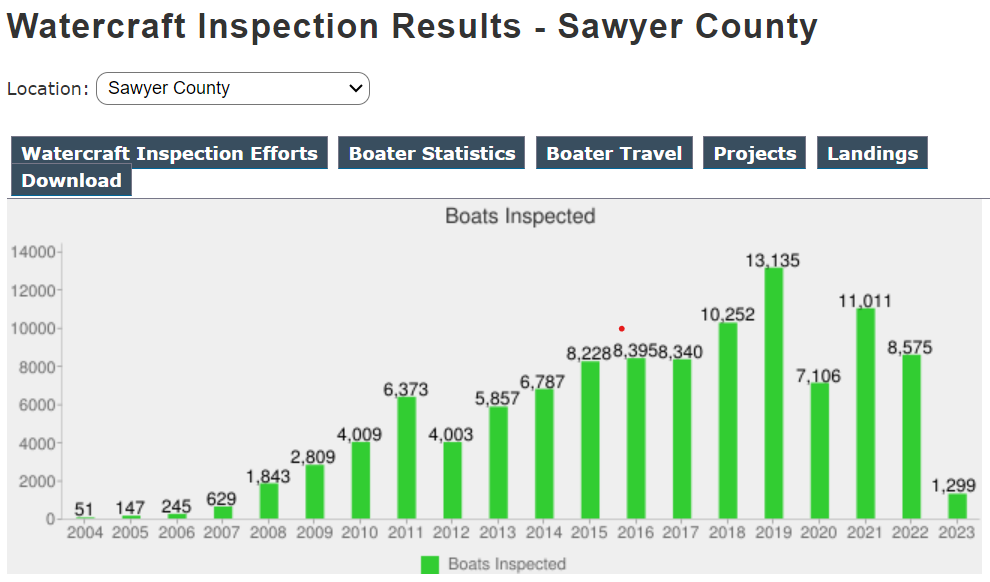 Watercraft Inspection Results - Sawyer County
Location: Sawyer County
Watercraft Inspection Efforts Boater Statistics Boater Travel Projects Landings
Download
Boats Inspected
14000
12000
10000
8000
6000
4000
2000
0
51 147 245 629 1,843 2,809 4,009 6,373 4,003 5,857 6,787 8,228 8,395 8,340 10,252 13,135 7,106 11,011 8,575 1,299
2004 2005 2006 2007 2008 2009 2010 2011 2012 2013 2014 2015 2016 2017 2018 2019 2020 2021 2022 2023
Boats Inspected